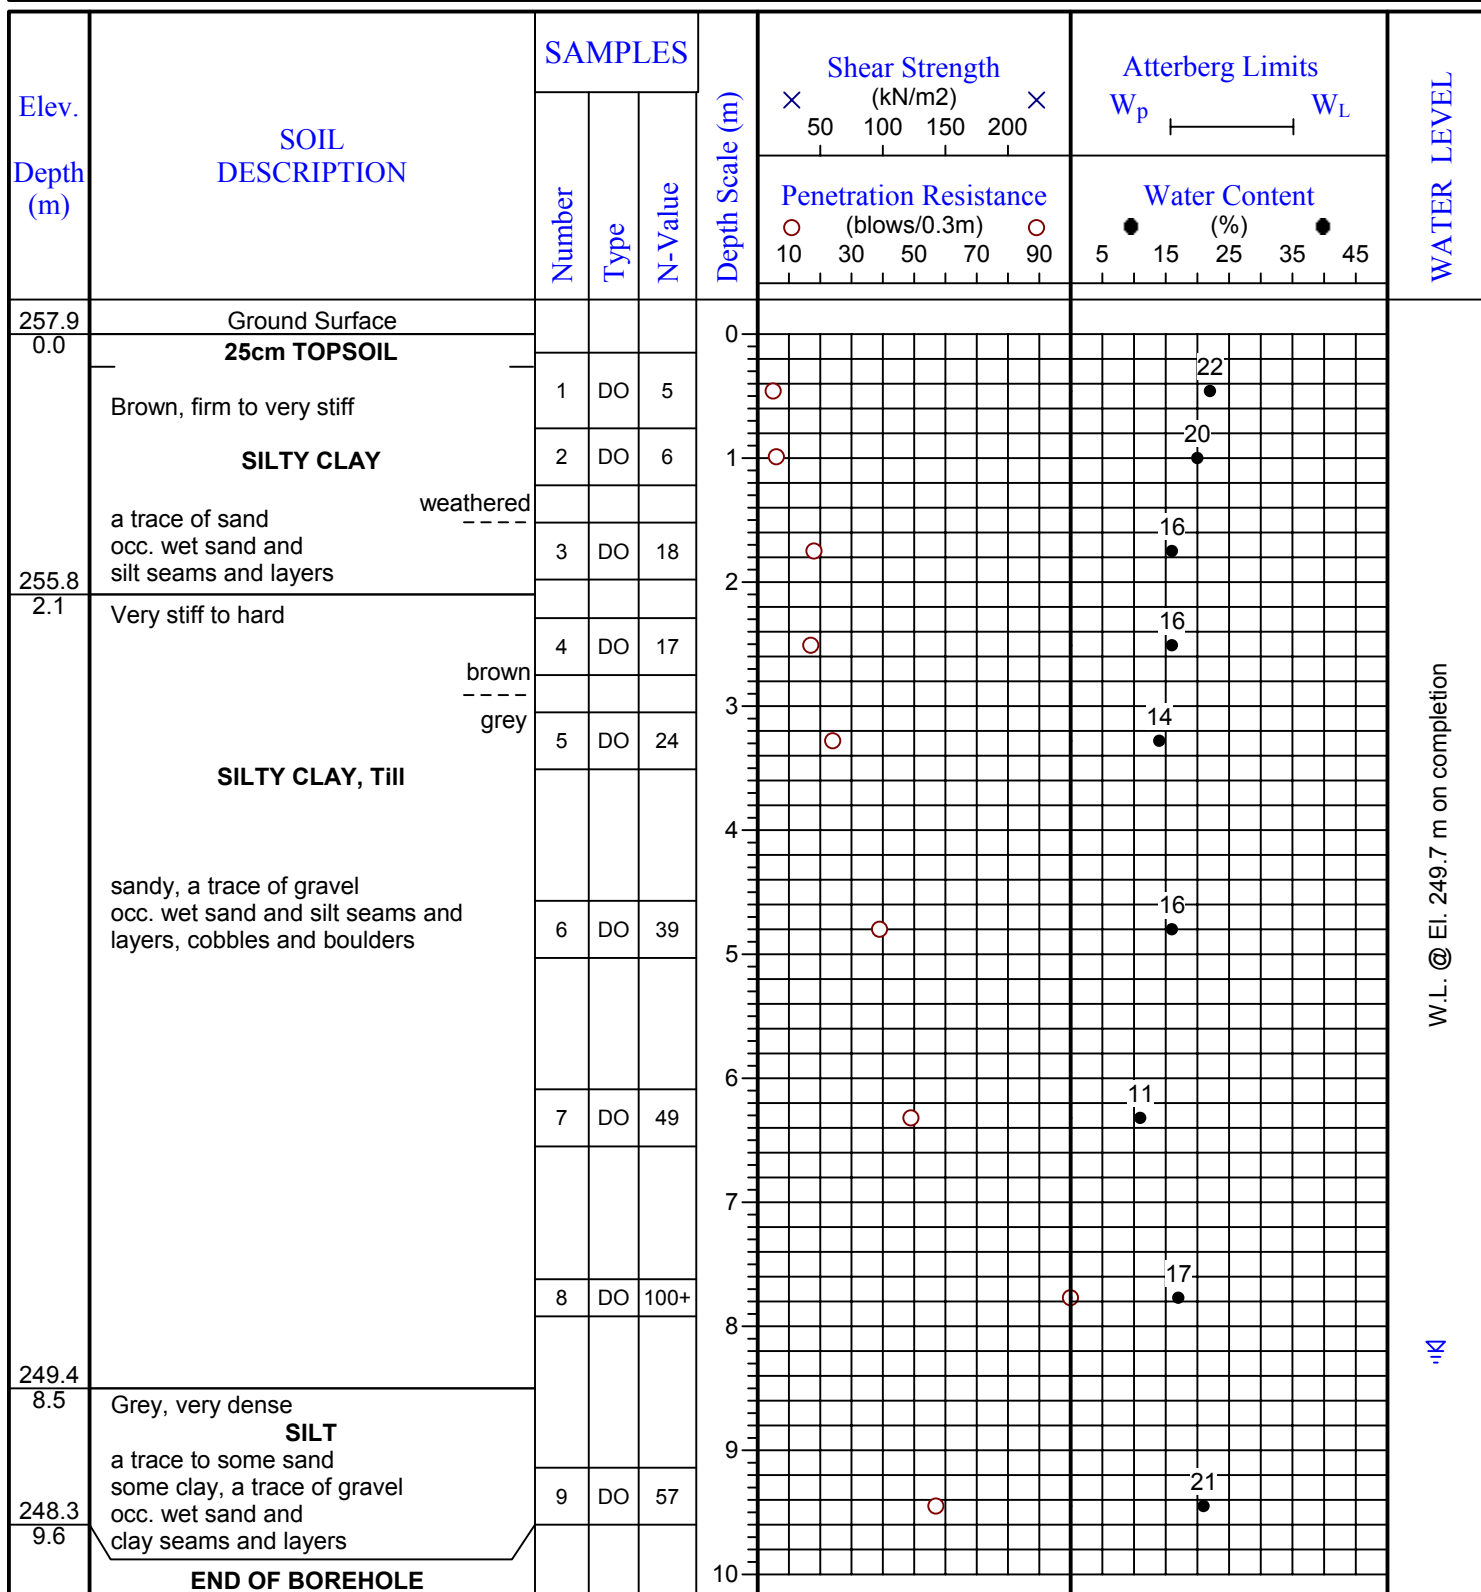 SAMPLES
Elev.
Depth
(m)
SOIL
DESCRIPTION
Number
Type
N-Value
Depth Scale (m)
Shear Strength
(kN/m2)
50 100 150 200
Penetration Resistance
(blows/0.3m)
10 30 50 70 90
Atterberg Limits
Wp WL
Water Content
(%)
5 15 25 35 45
WATER LEVEL
257.9 Ground Surface
0.0 25cm TOPSOIL
0
22
Brown, firm to very stiff
1 DO 5
20
SILTY CLAY
2 DO 6
1
weathered
a trace of sand
16
occ. wet sand and
3 DO 18
silt seams and layers
255.8
2
2.1
Very stiff to hard
16
4 DO 17
brown
3
14
grey
5 DO 24
SILTY CLAY, Till
4
sandy, a trace of gravel
16
occ. wet sand and silt seams and
layers, cobbles and boulders
6 DO 39
5
W.L. @ El. 249.7 m on completion
6
11
7 DO 49
7
17
8 DO 100+
8
249.4
8.5
Grey, very dense
SILT
a trace to some sand
9
some clay, a trace of gravel
21
9 DO 57
248.3
occ. wet sand and
9.6
clay seams and layers
10
END OF BOREHOLE